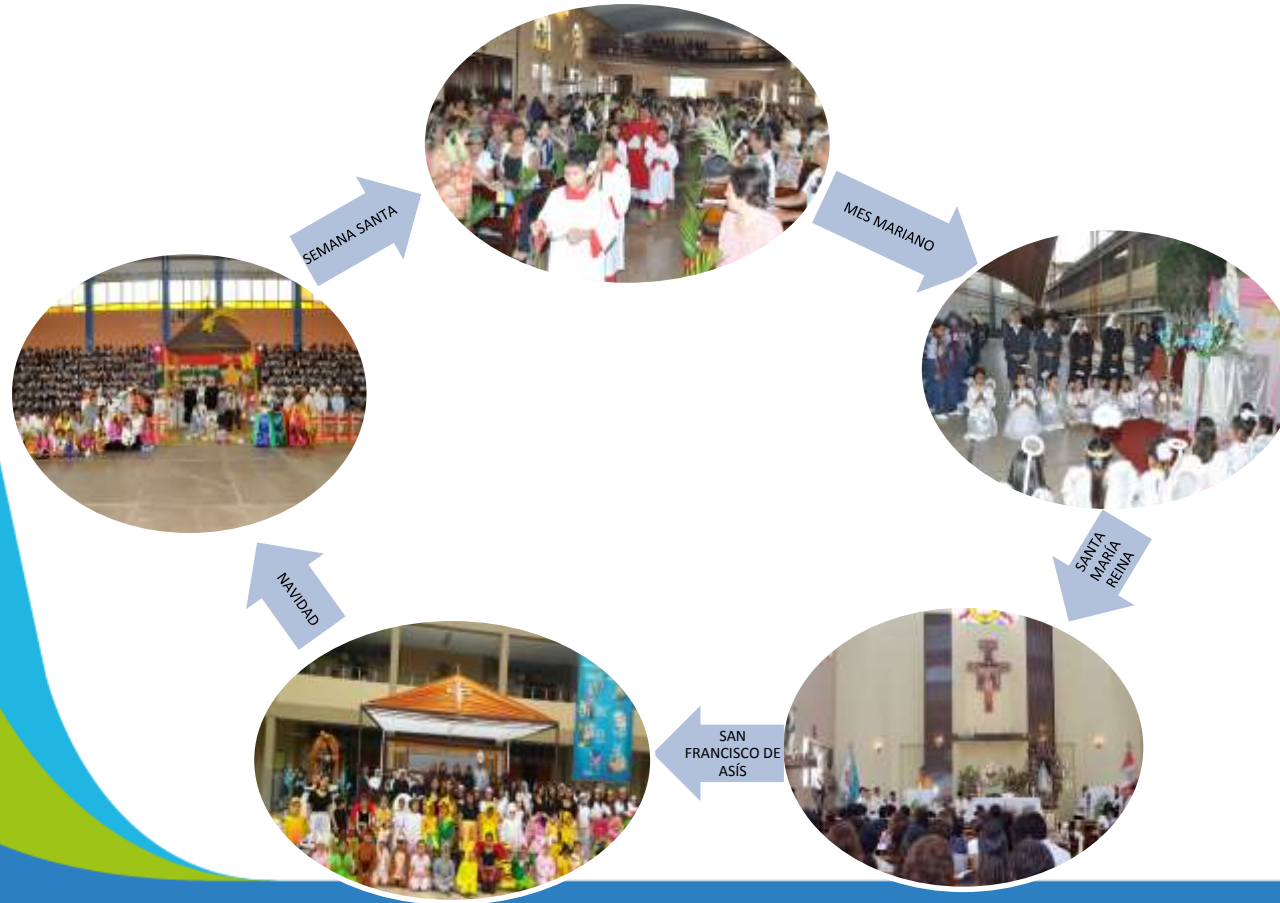 SEMANA SANTA
MES MARIANO
SANTA
MARÍA
REINA
SAN
FRANCISCO DE
ASÍS
NAVIDAD